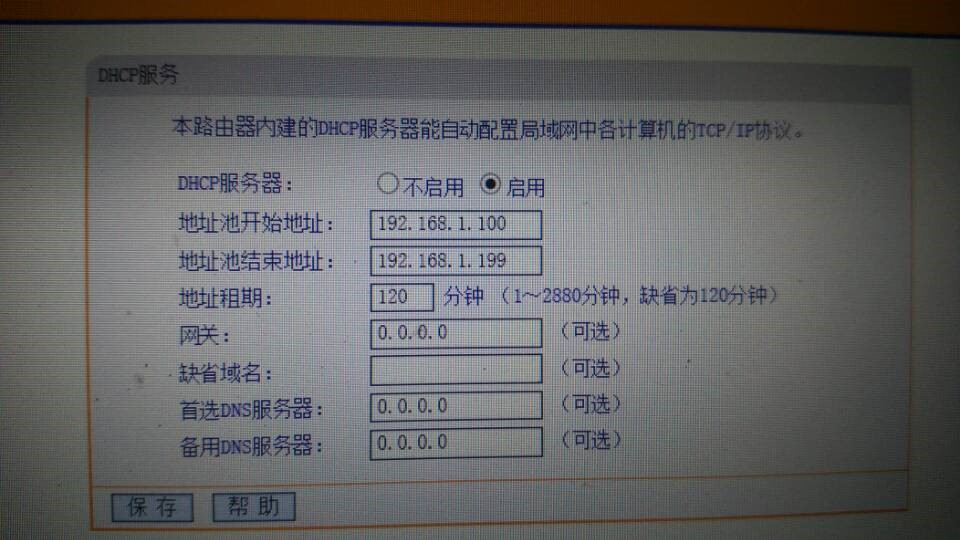 DHCP服务
本路由器内建的DHCP服务器能自动配置局域网中各计算机的TCP/IP协议。
DHCP服务器： 不启用 启用
地址池开始地址： 192.168.1.100
地址池结束地址： 192.168.1.199
地址租期： 120 分钟 （1～2880分钟，缺省为120分钟）
网关： 0.0.0.0 （可选）
缺省域名： （可选）
首选DNS服务器： 0.0.0.0 （可选）
备用DNS服务器： 0.0.0.0 （可选）
保 存 帮 助